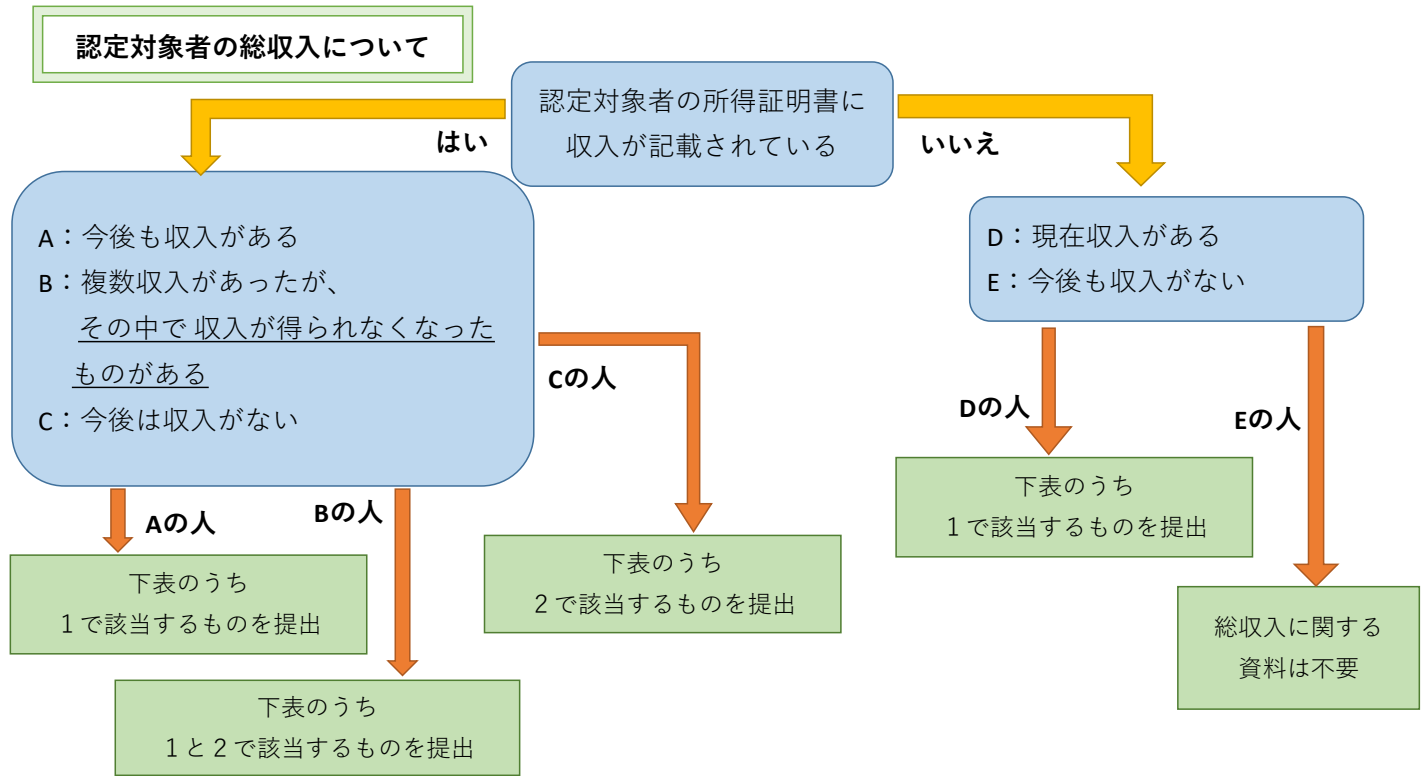 認定対象者の総収入について
認定対象者の所得証明書に
収入が記載されている
はい
いいえ
A：今後も収入がある
B：複数収入があったが、
その中で 収入が得られなくなった
ものがある
C：今後は収入がない
D：現在収入がある
E：今後も収入がない
Cの人
Dの人
Eの人
Aの人
Bの人
下表のうち
１で該当するものを提出
下表のうち
１と２で該当するものを提出
下表のうち
２で該当するものを提出
下表のうち
１で該当するものを提出
総収入に関する
資料は不要